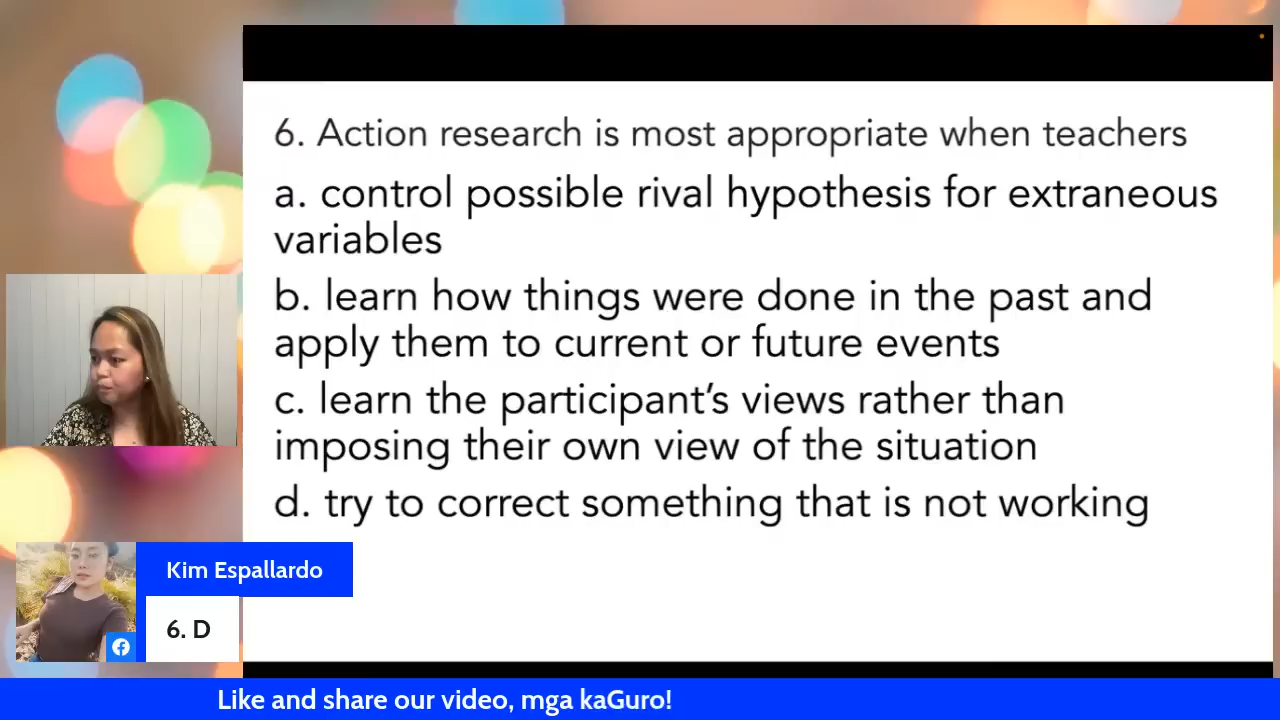 6. Action research is most appropriate when teachers
a. control possible rival hypothesis for extraneous
variables
b. learn how things were done in the past and
apply them to current or future events
c. learn the participant's views rather than
imposing their own view of the situation
d. try to correct something that is not working
Kim Espallardo
6. D
Like and share our video, mga kaGuro!